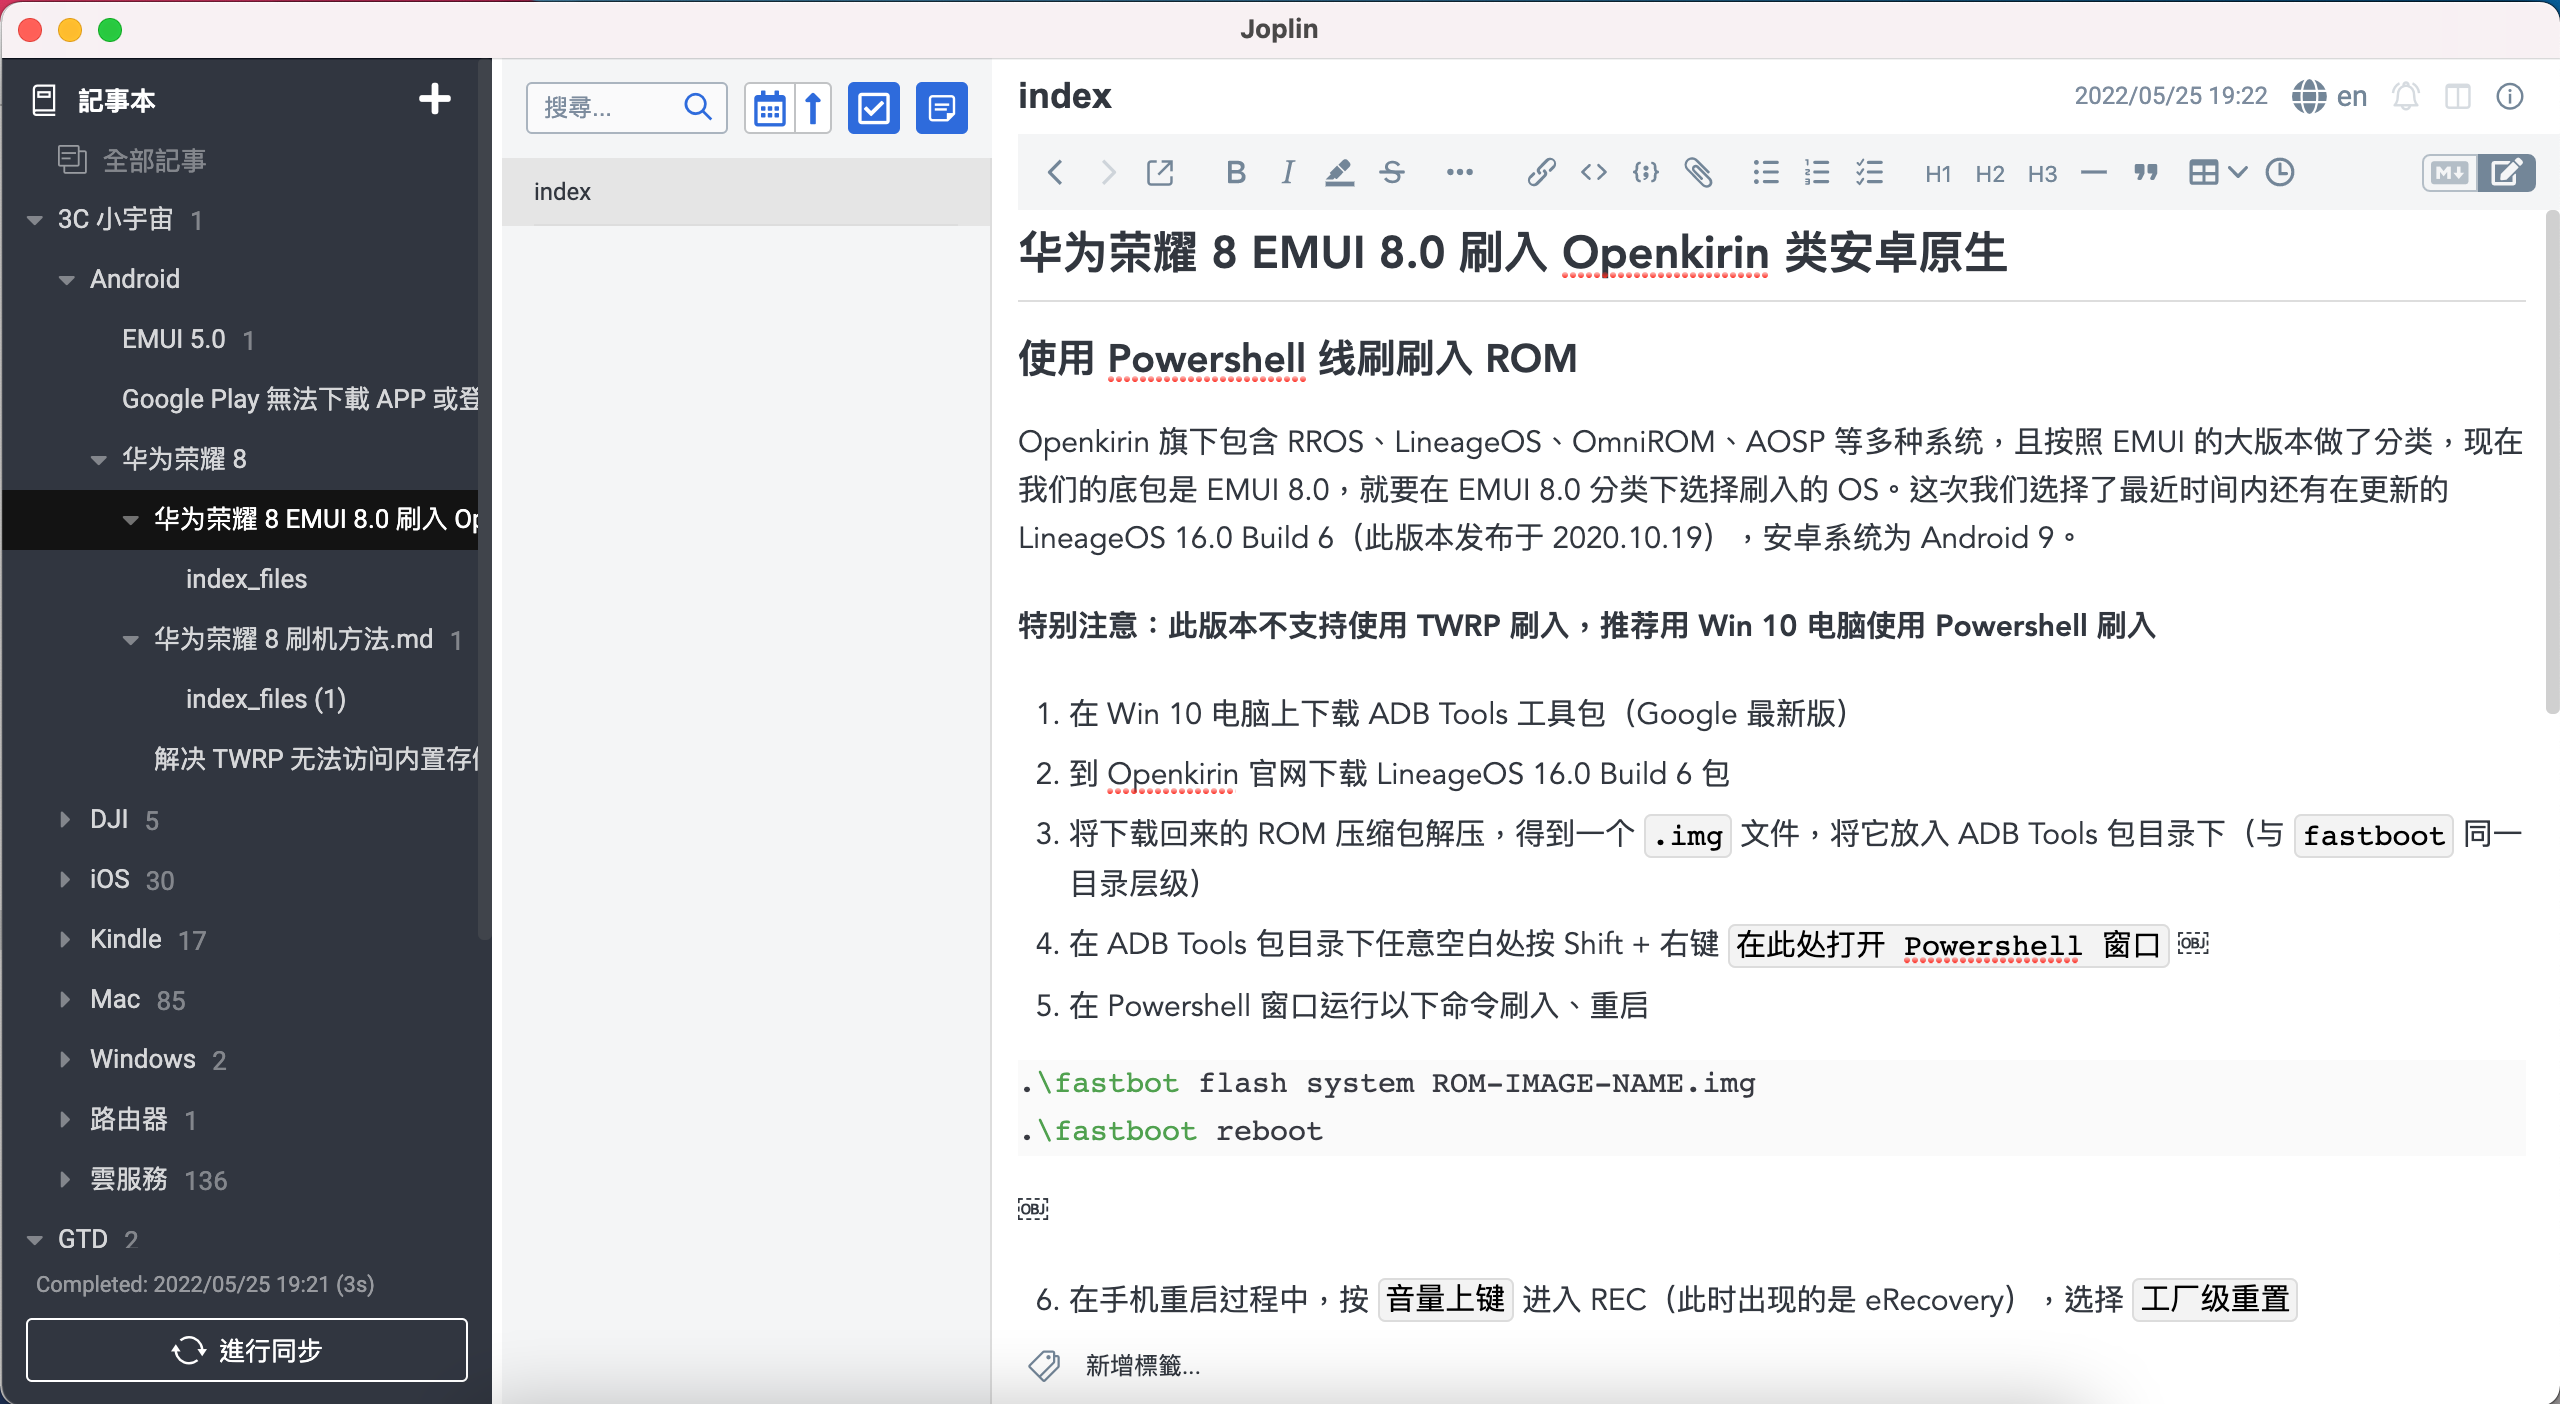 Joplin
記事本
全部記事
3C 小宇宙 1
Android
EMUI 5.0 1
Google Play 無法下載 APP 或登
华为荣耀 8
华为荣耀 8 EMUI 8.0 刷入 Op
index_files
华为荣耀 8 刷机方法.md 1
index_files (1)
解决 TWRP 无法访问内置存
DJI 5
iOS 30
Kindle 17
Mac 85
Windows 2
路由器 1
雲服務 136
GTD 2
Completed: 2022/05/25 19:21 (3s)
進行同步
搜尋...
index
index
2022/05/25 19:22 en
H1 H2 H3
M↓
华为荣耀 8 EMUI 8.0 刷入 Openkirin 类安卓原生
使用 Powershell 线刷刷入 ROM
Openkirin 旗下包含 RROS、LineageOS、OmniROM、AOSP 等多种系统，且按照 EMUI 的大版本做了分类，现在
我们的底包是 EMUI 8.0，就要在 EMUI 8.0 分类下选择刷入的 OS。这次我们选择了最近时间内还有在更新的
LineageOS 16.0 Build 6（此版本发布于 2020.10.19），安卓系统为 Android 9。
特别注意：此版本不支持使用 TWRP 刷入，推荐用 Win 10 电脑使用 Powershell 刷入
1. 在 Win 10 电脑上下载 ADB Tools 工具包（Google 最新版）
2. 到 Openkirin 官网下载 LineageOS 16.0 Build 6 包
3. 将下载回来的 ROM 压缩包解压，得到一个 .img 文件，将它放入 ADB Tools 包目录下（与 fastboot 同一
目录层级）
4. 在 ADB Tools 包目录下任意空白处按 Shift + 右键 在此处打开 Powershell 窗口 OBJ
5. 在 Powershell 窗口运行以下命令刷入、重启
.\fastbot flash system ROM-IMAGE-NAME.img
.\fastboot reboot
OBJ
6. 在手机重启过程中，按 音量上键 进入 REC（此时出现的是 eRecovery），选择 工厂级重置
新增標籤...